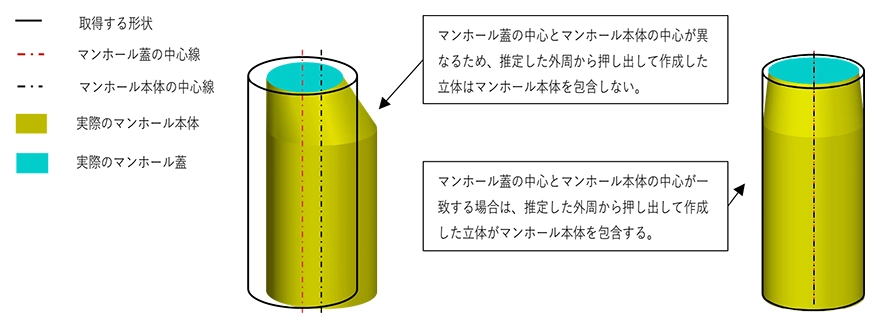 取得する形状
マンホール蓋の中心線
マンホール本体の中心線
実際のマンホール本体
実際のマンホール蓋
マンホール蓋の中心とマンホール本体の中心が異
なるため、推定した外周から押し出して作成した
立体はマンホール本体を包含しない。
マンホール蓋の中心とマンホール本体の中心が一
致する場合は、推定した外周から押し出して作成
した立体がマンホール本体を包含する。